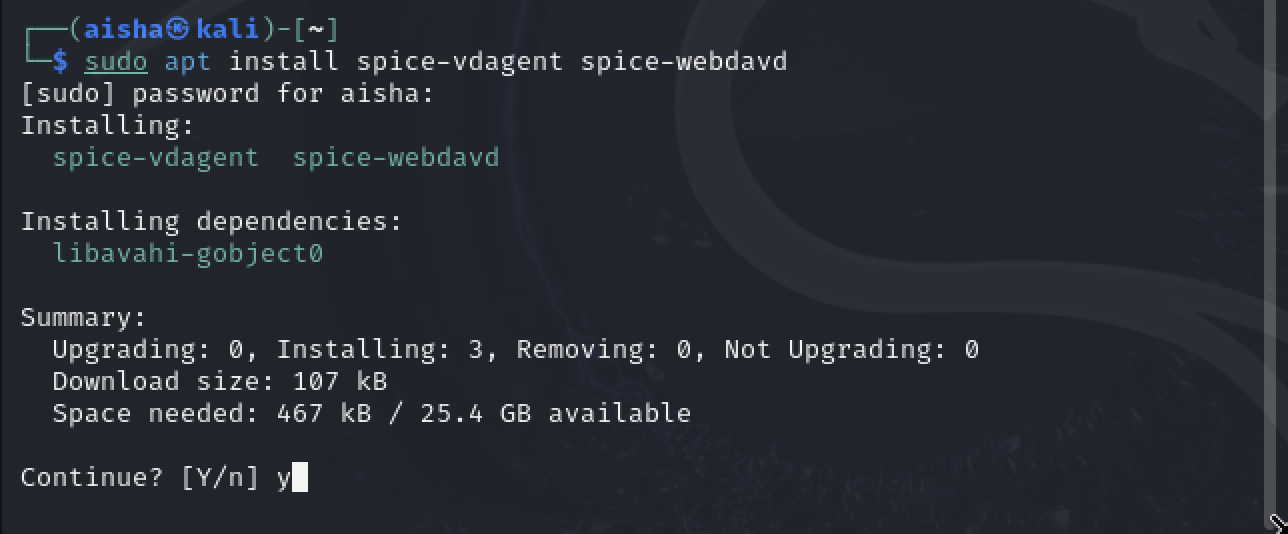 ┌──(aisha㉿kali)-[~]
└─$ sudo apt install spice-vdagent spice-webdavd
[sudo] password for aisha:
Installing:
  spice-vdagent  spice-webdavd

Installing dependencies:
  libavahi-gobject0

Summary:
  Upgrading: 0, Installing: 3, Removing: 0, Not Upgrading: 0
  Download size: 107 kB
  Space needed: 467 kB / 25.4 GB available

Continue? [Y/n] y